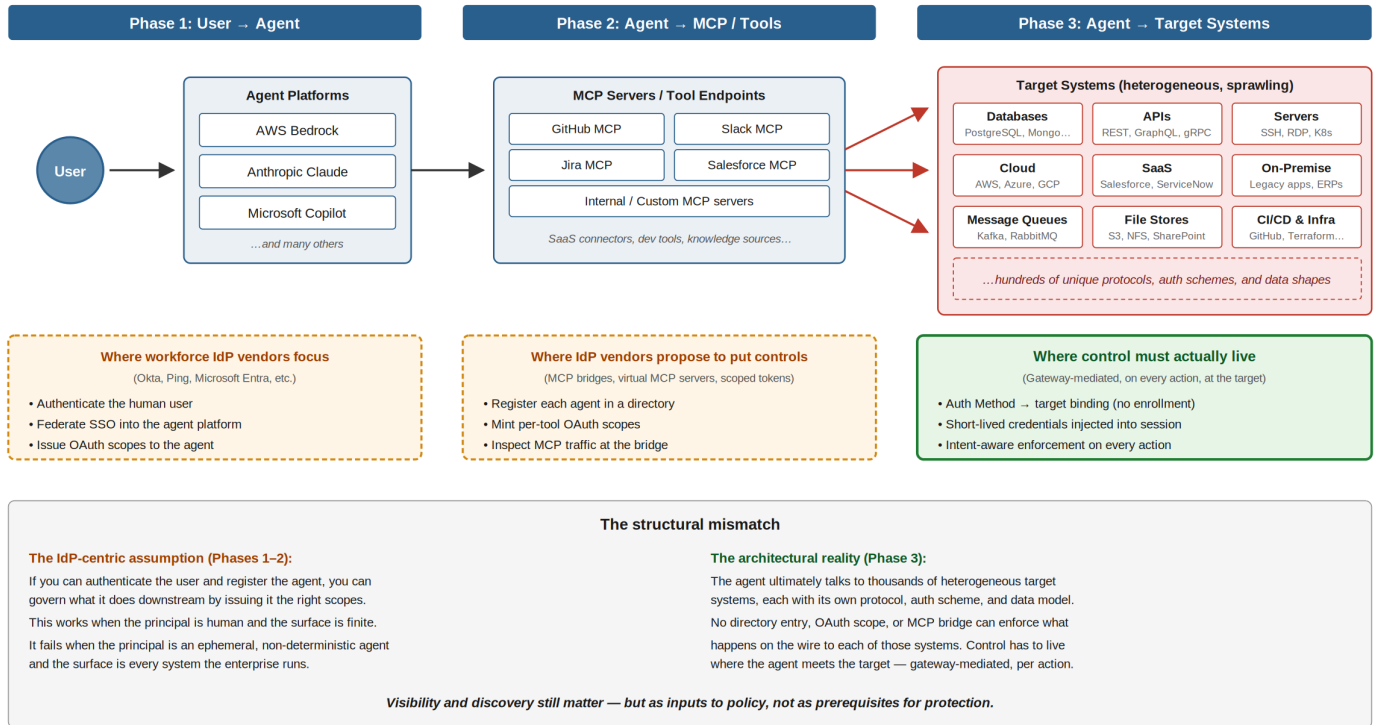 Phase 1: User → Agent
Phase 2: Agent → MCP / Tools
Phase 3: Agent → Target Systems
User
Agent Platforms
AWS Bedrock
Anthropic Claude
Microsoft Copilot
…and many others
MCP Servers / Tool Endpoints
GitHub MCP
Slack MCP
Jira MCP
Salesforce MCP
Internal / Custom MCP servers
SaaS connectors, dev tools, knowledge sources…
Target Systems (heterogeneous, sprawling)
Databases
PostgreSQL, Mongo…
APIs
REST, GraphQL, gRPC
Servers
SSH, RDP, K8s
Cloud
AWS, Azure, GCP
SaaS
Salesforce, ServiceNow
On-Premise
Legacy apps, ERPs
Message Queues
Kafka, RabbitMQ
File Stores
S3, NFS, SharePoint
CI/CD & Infra
GitHub, Terraform…
…hundreds of unique protocols, auth schemes, and data shapes
Where workforce IdP vendors focus
(Okta, Ping, Microsoft Entra, etc.)
• Authenticate the human user
• Federate SSO into the agent platform
• Issue OAuth scopes to the agent
Where IdP vendors propose to put controls
(MCP bridges, virtual MCP servers, scoped tokens)
• Register each agent in a directory
• Mint per-tool OAuth scopes
• Inspect MCP traffic at the bridge
Where control must actually live
(Gateway-mediated, on every action, at the target)
• Auth Method → target binding (no enrollment)
• Short-lived credentials injected into session
• Intent-aware enforcement on every action
The structural mismatch
The IdP-centric assumption (Phases 1–2):
If you can authenticate the user and register the agent, you can
govern what it does downstream by issuing it the right scopes.
This works when the principal is human and the surface is finite.
It fails when the principal is an ephemeral, non-deterministic agent
and the surface is every system the enterprise runs.
The architectural reality (Phase 3):
The agent ultimately talks to thousands of heterogeneous target
systems, each with its own protocol, auth scheme, and data model.
No directory entry, OAuth scope, or MCP bridge can enforce what
happens on the wire to each of those systems. Control has to live
where the agent meets the target — gateway-mediated, per action.
Visibility and discovery still matter — but as inputs to policy, not as prerequisites for protection.